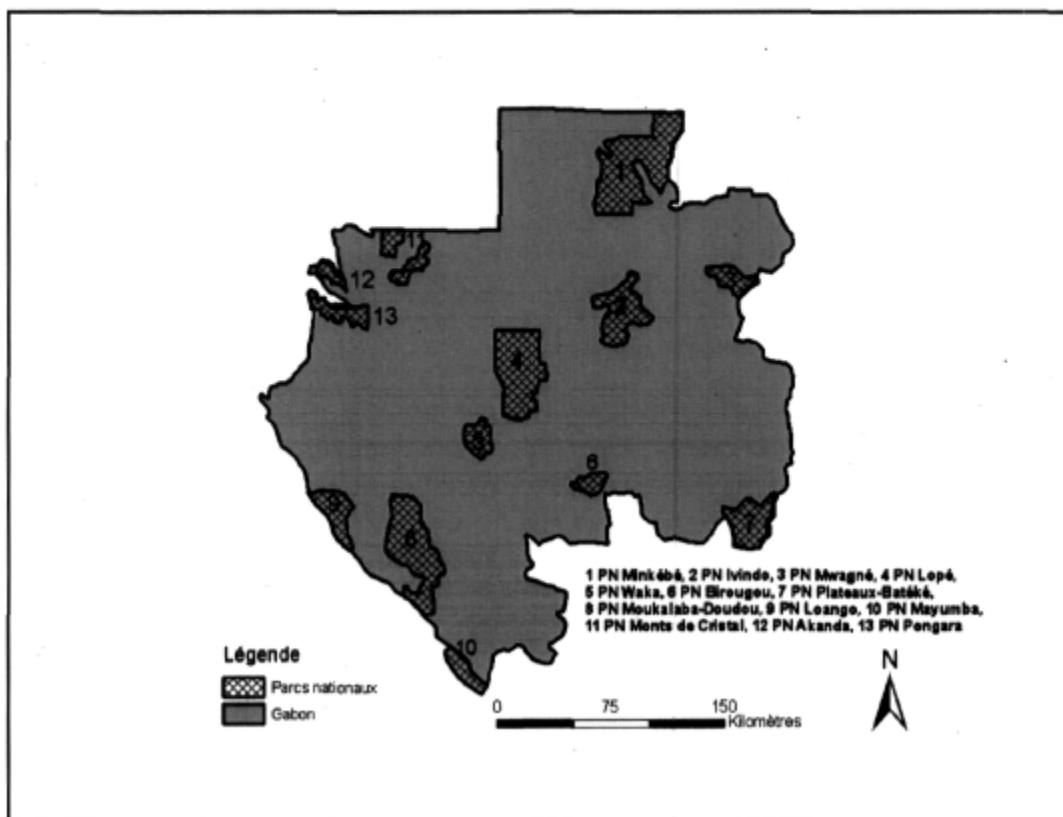 1
11
12
13
3
2
4
5
6
9
8
7
10
1 PN Minkébé, 2 PN Ivindo, 3 PN Mwagné, 4 PN Lopé,
5 PN Waka, 6 PN Birougou, 7 PN Plateaux-Batéké,
8 PN Moukalaba-Doudou, 9 PN Loango, 10 PN Mayumba,
11 PN Monts de Cristal, 12 PN Akanda, 13 PN Pongara
Légende
Parcs nationaux
Gabon
N
0 75 150
Kilomètres